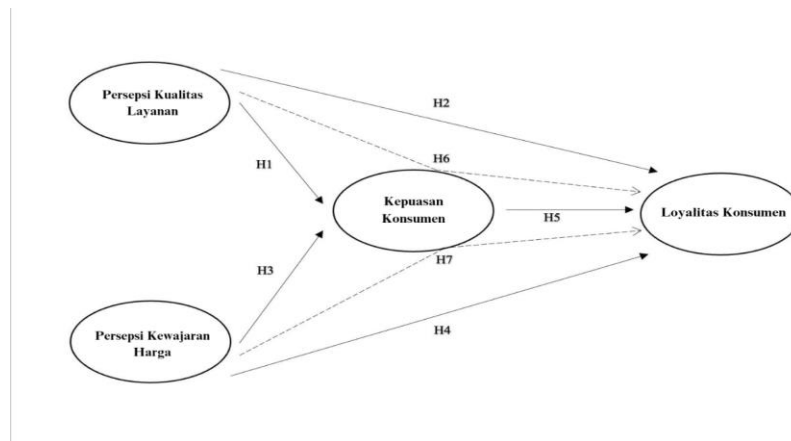 Persepsi Kualitas
Layanan
H2
H6
H1
Kepuasan
Konsumen
H5
Loyalitas Konsumen
H7
H3
H4
Persepsi Kewajaran
Harga